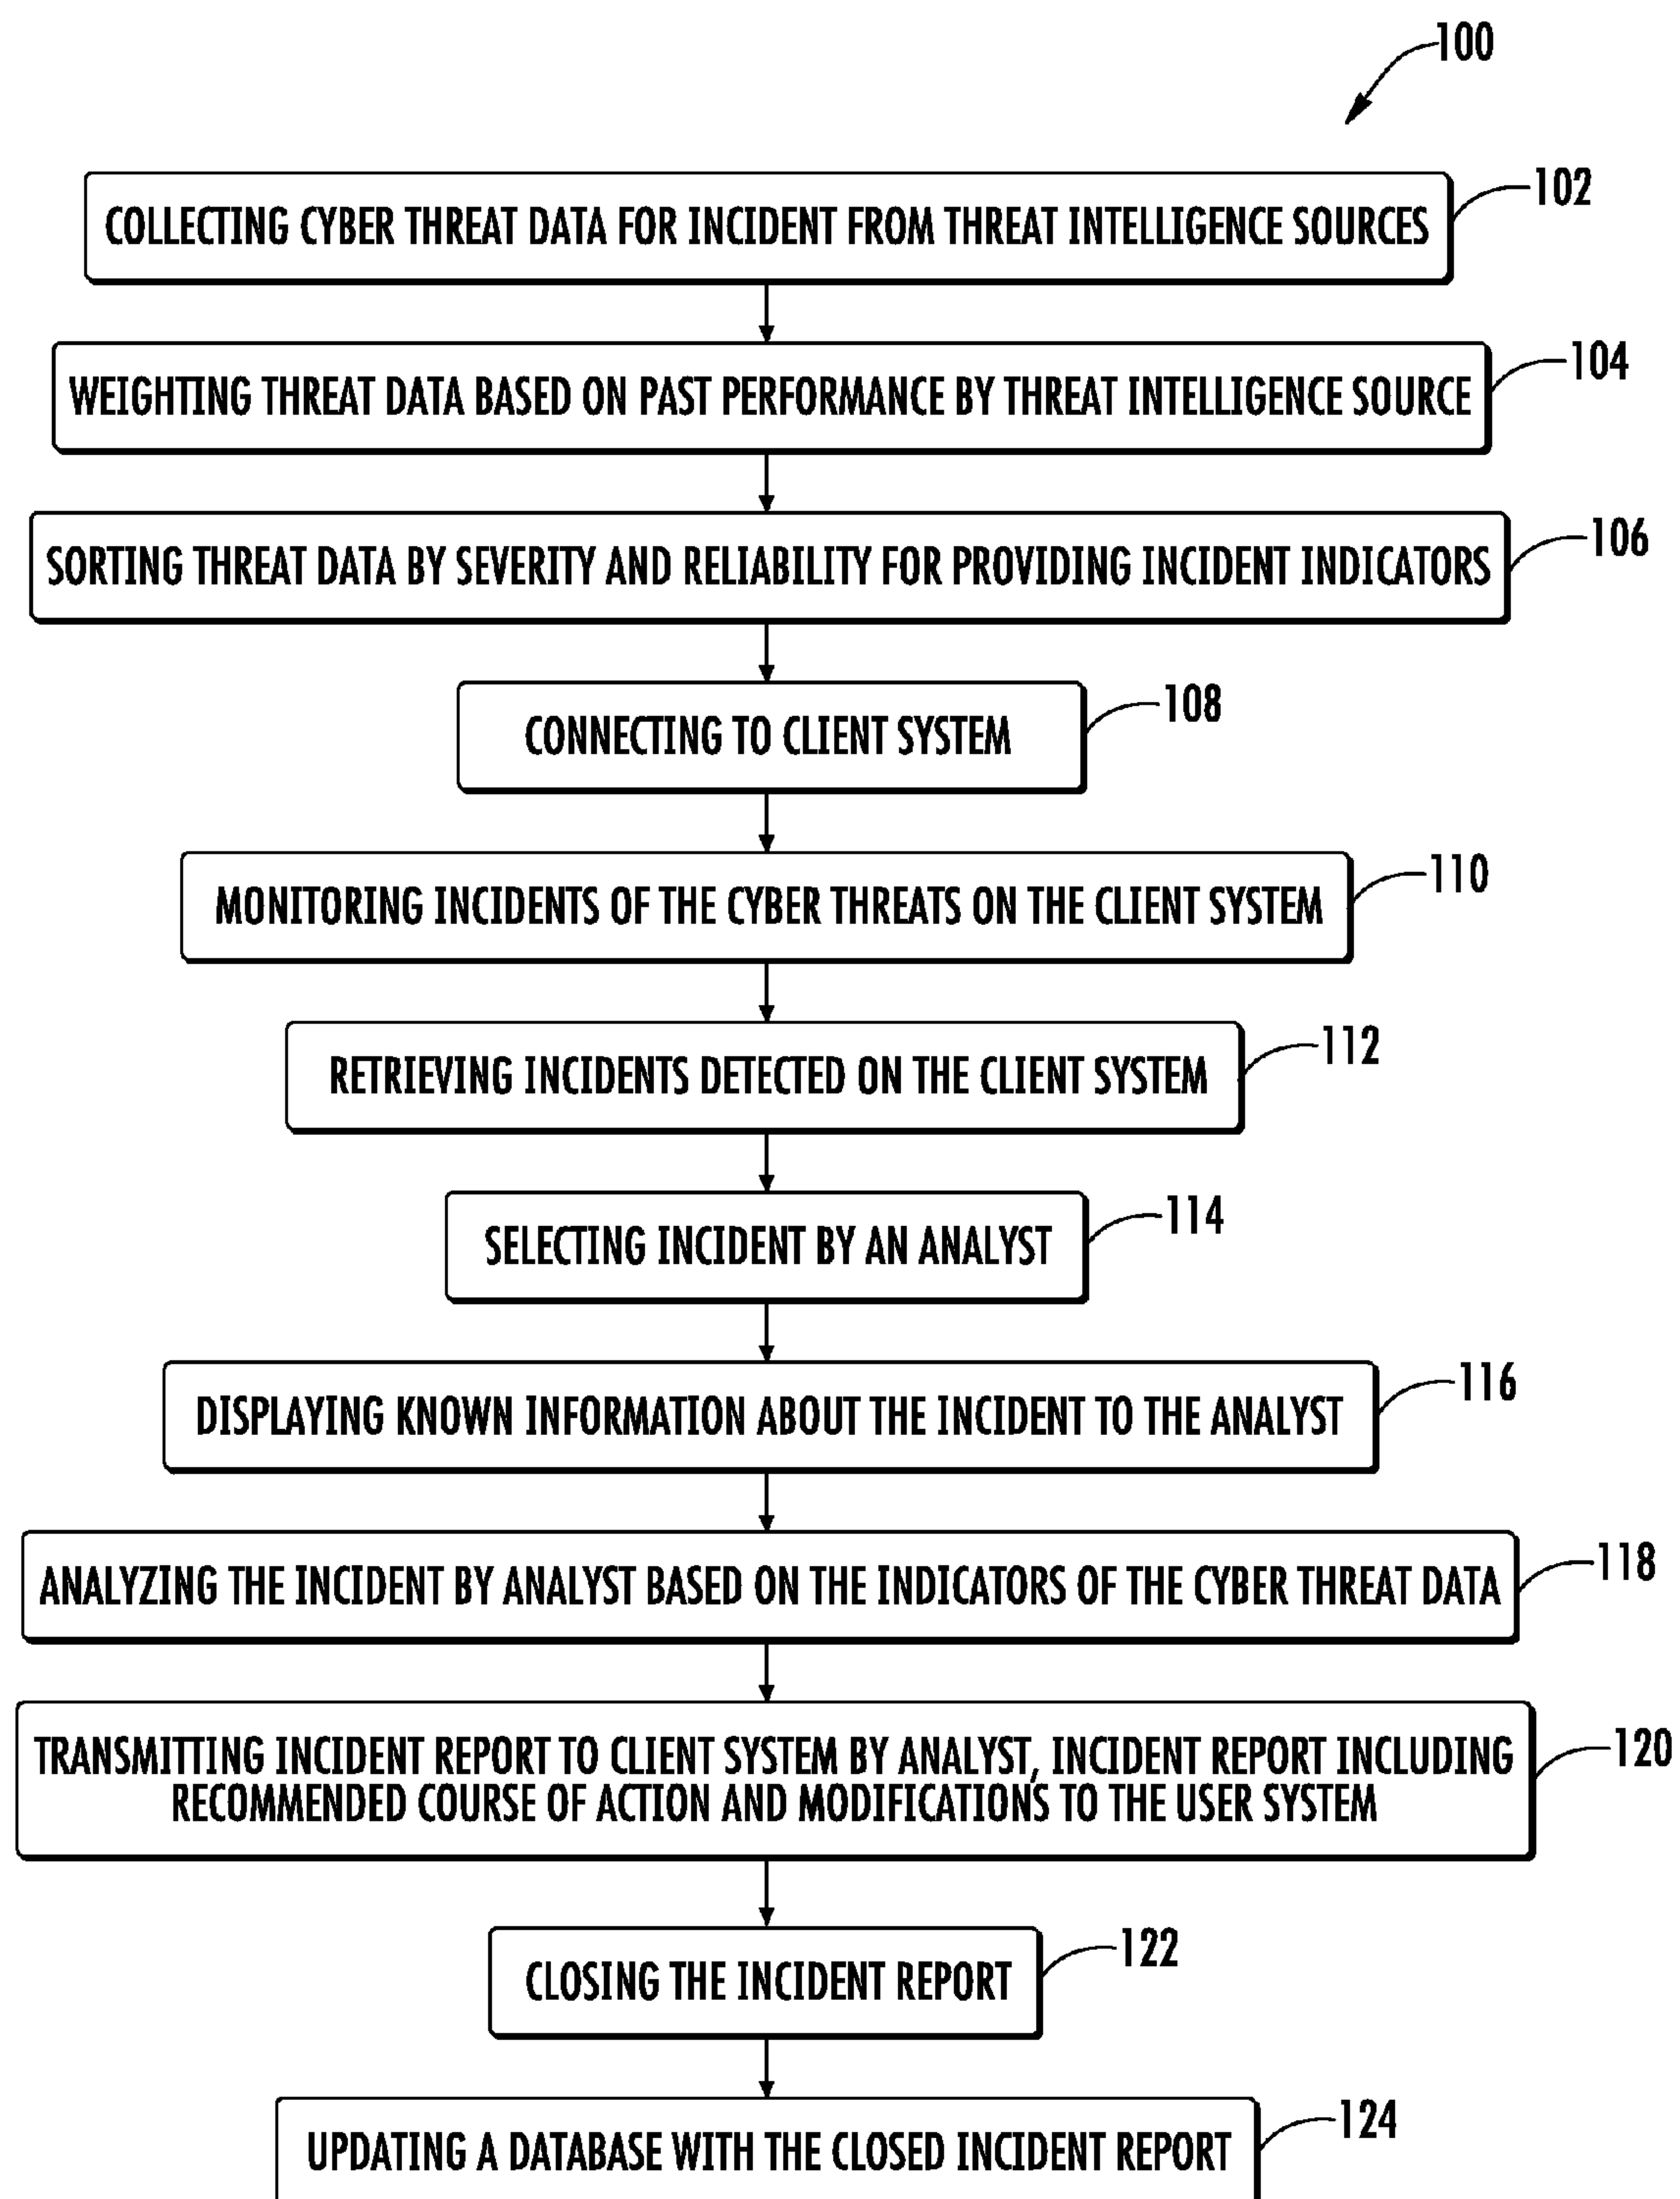 100
COLLECTING CYBER THREAT DATA FOR INCIDENT FROM THREAT INTELLIGENCE SOURCES
102
WEIGHTING THREAT DATA BASED ON PAST PERFORMANCE BY THREAT INTELLIGENCE SOURCE
104
SORTING THREAT DATA BY SEVERITY AND RELIABILITY FOR PROVIDING INCIDENT INDICATORS
106
CONNECTING TO CLIENT SYSTEM
108
MONITORING INCIDENTS OF THE CYBER THREATS ON THE CLIENT SYSTEM
110
RETRIEVING INCIDENTS DETECTED ON THE CLIENT SYSTEM
112
SELECTING INCIDENT BY AN ANALYST
114
DISPLAYING KNOWN INFORMATION ABOUT THE INCIDENT TO THE ANALYST
116
ANALYZING THE INCIDENT BY ANALYST BASED ON THE INDICATORS OF THE CYBER THREAT DATA
118
TRANSMITTING INCIDENT REPORT TO CLIENT SYSTEM BY ANALYST, INCIDENT REPORT INCLUDING
RECOMMENDED COURSE OF ACTION AND MODIFICATIONS TO THE USER SYSTEM
120
CLOSING THE INCIDENT REPORT
122
UPDATING A DATABASE WITH THE CLOSED INCIDENT REPORT
124